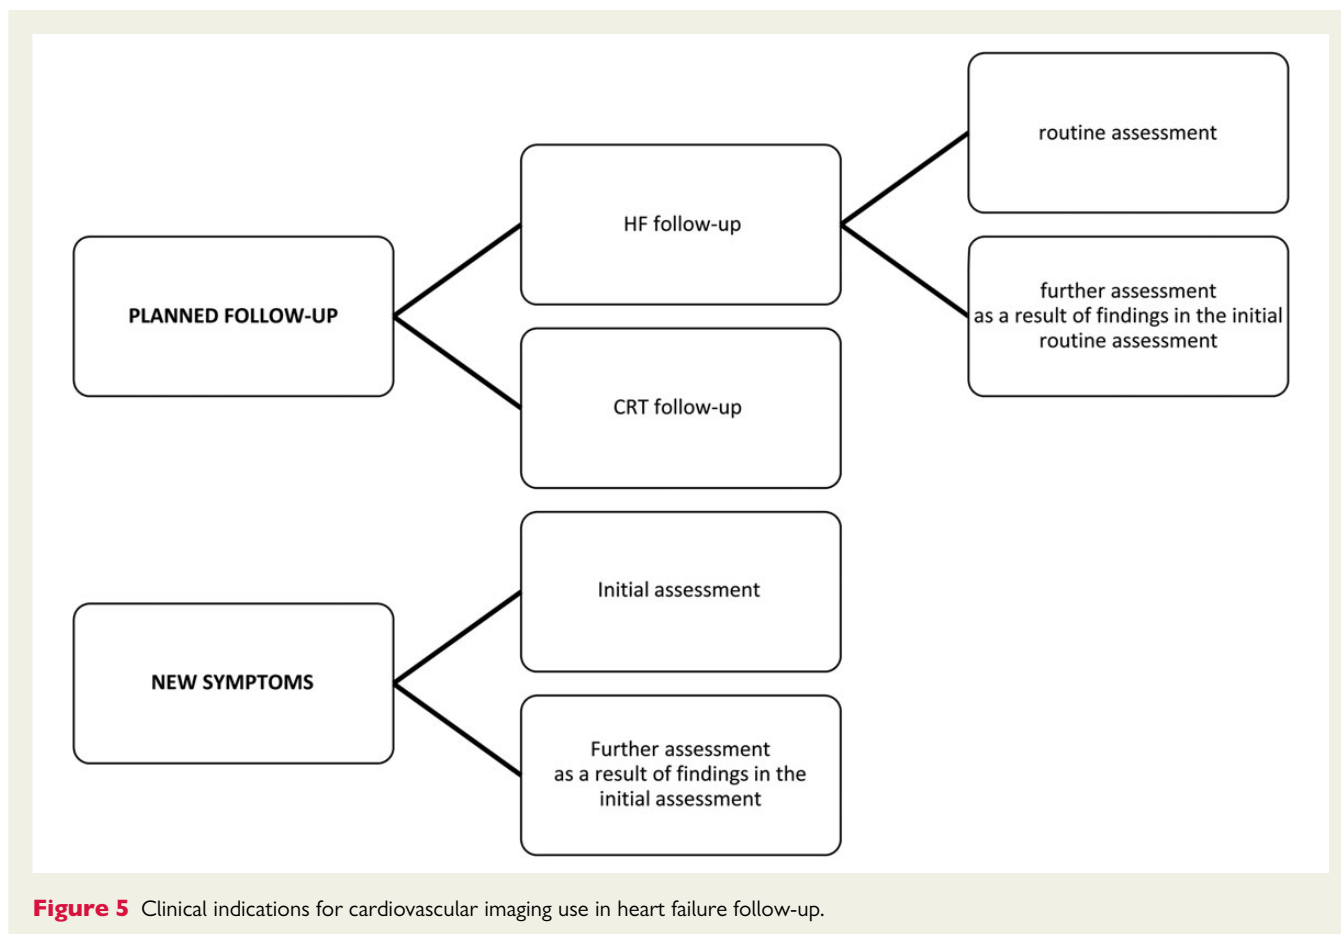 PLANNED FOLLOW-UP
HF follow-up
routine assessment
further assessment
as a result of findings in the initial
routine assessment
CRT follow-up
NEW SYMPTOMS
Initial assessment
Further assessment
as a result of findings in the
initial assessment
Figure 5 Clinical indications for cardiovascular imaging use in heart failure follow-up.